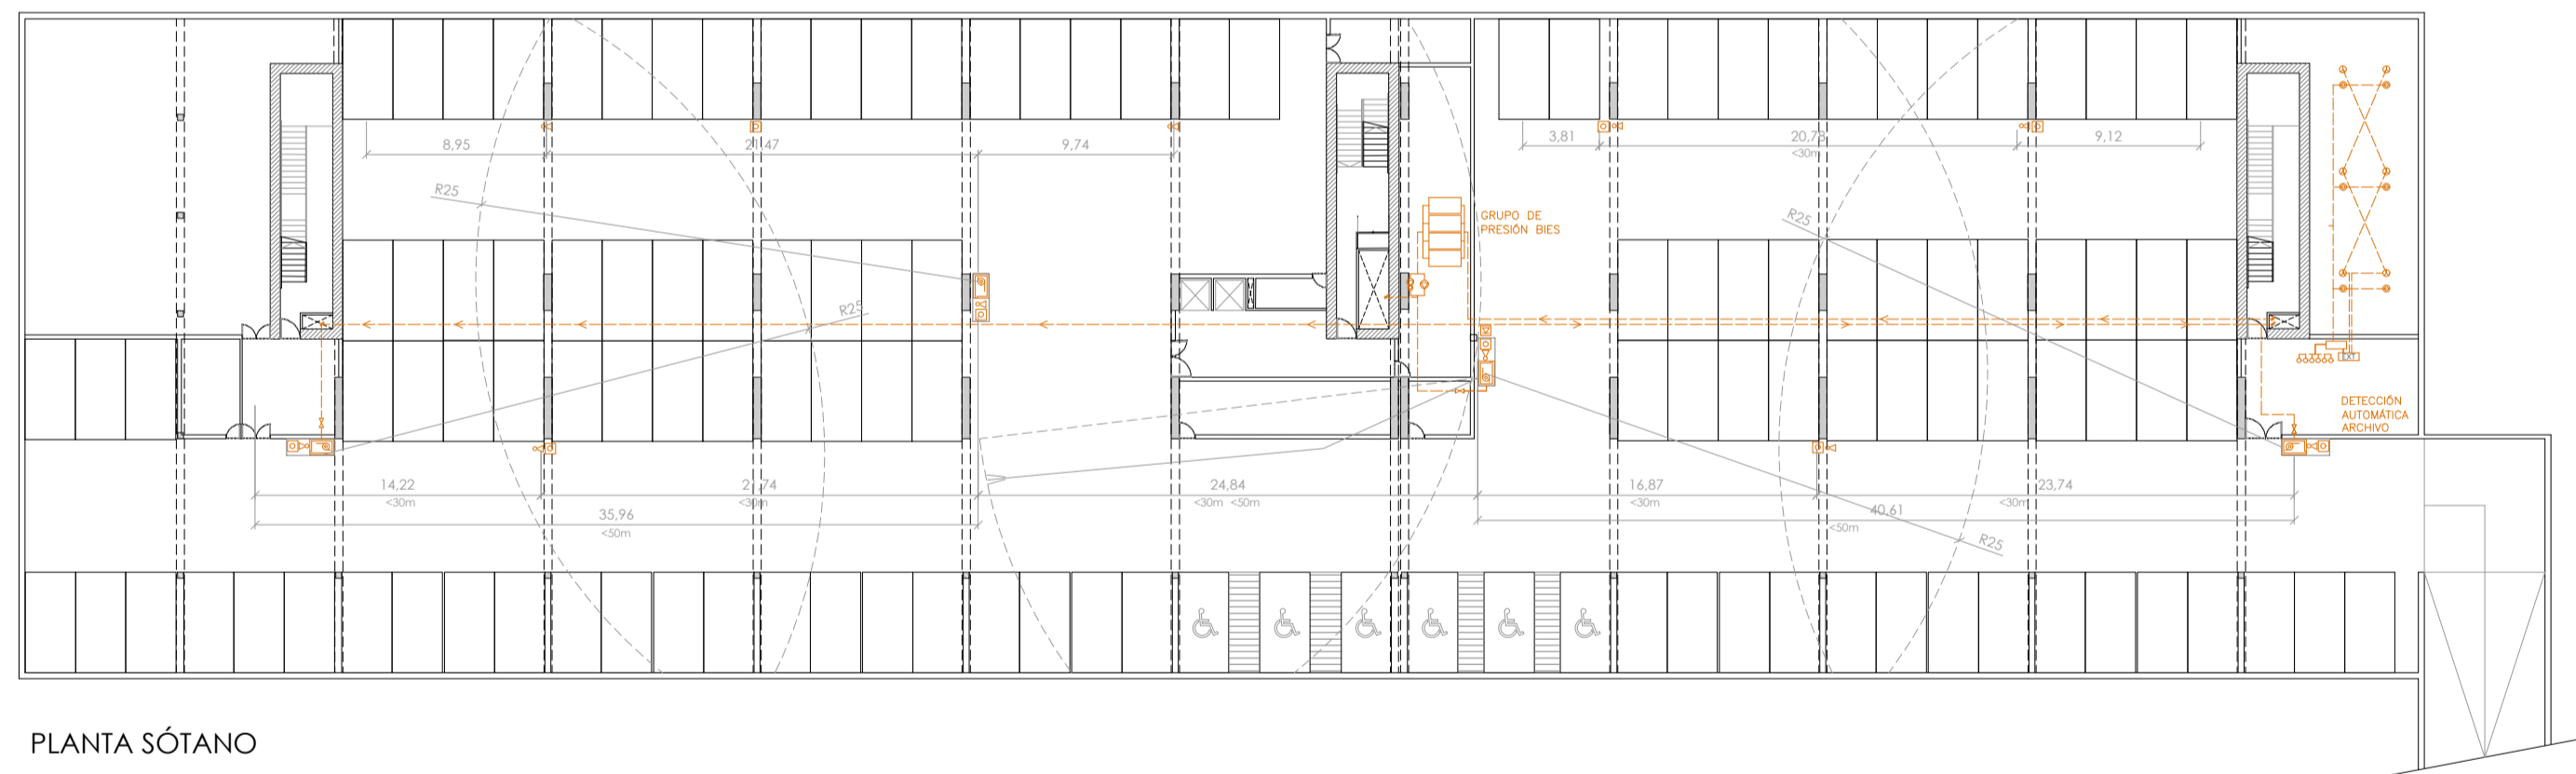 8,95
21,47
9,74
3,81
20,78
<30m
9,12
R25
R25
R25
GRUPO DE
PRESIÓN BIES
EXT
DETECCIÓN
AUTOMÁTICA
ARCHIVO
14,22
<30m
21,74
<30m
24,84
<30m <50m
16,87
<30m
23,74
<30m
35,96
<50m
40,61
<50m
R25
PLANTA SÓTANO